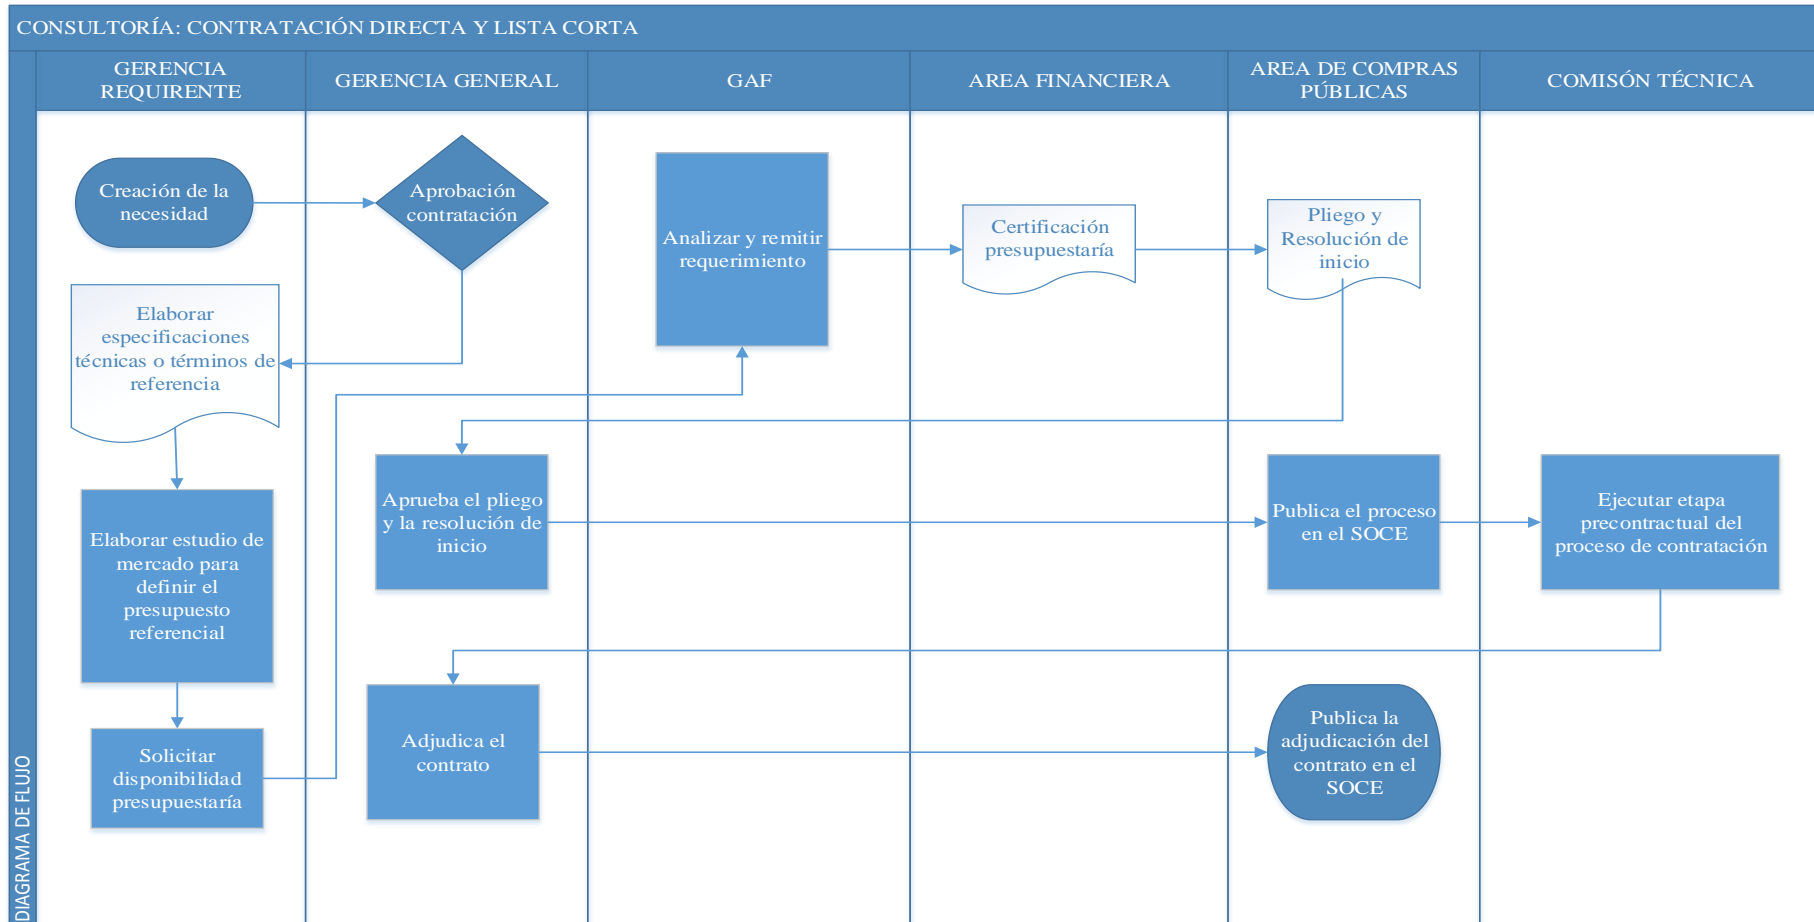 CONSULTORÍA: CONTRATACIÓN DIRECTA Y LISTA CORTA
GERENCIA
REQUIRENTE
GERENCIA GENERAL
GAF
AREA FINANCIERA
AREA DE COMPRAS
PÚBLICAS
COMISÓN TÉCNICA
DIAGRAMA DE FLUJO
Creación de la
necesidad
Aprobación
contratación
Elaborar
especificaciones
técnicas o términos de
referencia
Elaborar estudio de
mercado para
definir el
presupuesto
referencial
Solicitar
disponibilidad
presupuestaría
Analizar y remitir
requerimiento
Certificación
presupuestaría
Pliego y
Resolución de
inicio
Aprueba el pliego
y la resolución de
inicio
Publica el proceso
en el SOCE
Ejecutar etapa
precontractual del
proceso de contratación
Adjudica el
contrato
Publica la
adjudicación del
contrato en el
SOCE